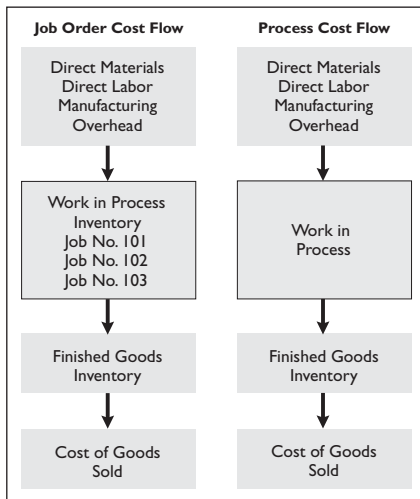 Job Order Cost Flow
Direct Materials
Direct Labor
Manufacturing
Overhead
Work in Process
Inventory
Job No. 101
Job No. 102
Job No. 103
Finished Goods
Inventory
Cost of Goods
Sold
Process Cost Flow
Direct Materials
Direct Labor
Manufacturing
Overhead
Work in
Process
Finished Goods
Inventory
Cost of Goods
Sold